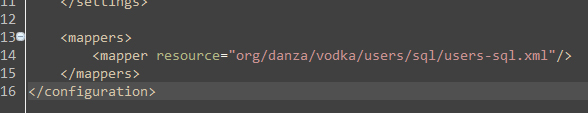 11 </settings>
12
13 <mappers>
14 <mapper resource="org/danza/vodka/users/sql/users-sql.xml"/>
15 </mappers>
16 </configuration>